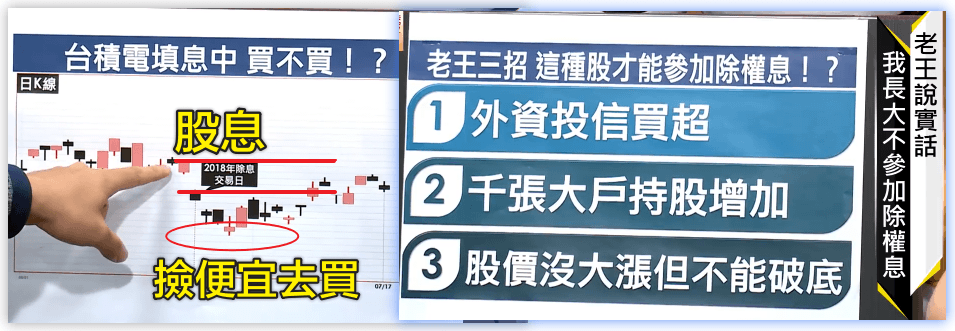 台積電填息中 買不買！？
日K線
股息
2018年除息
交易日
撿便宜去買
07/17
老王三招 這種股才能參加除權息！？
1 外資投信買超
2 千張大戶持股增加
3 股價沒大漲但不能破底
老王說實話
我長大不參加除權息